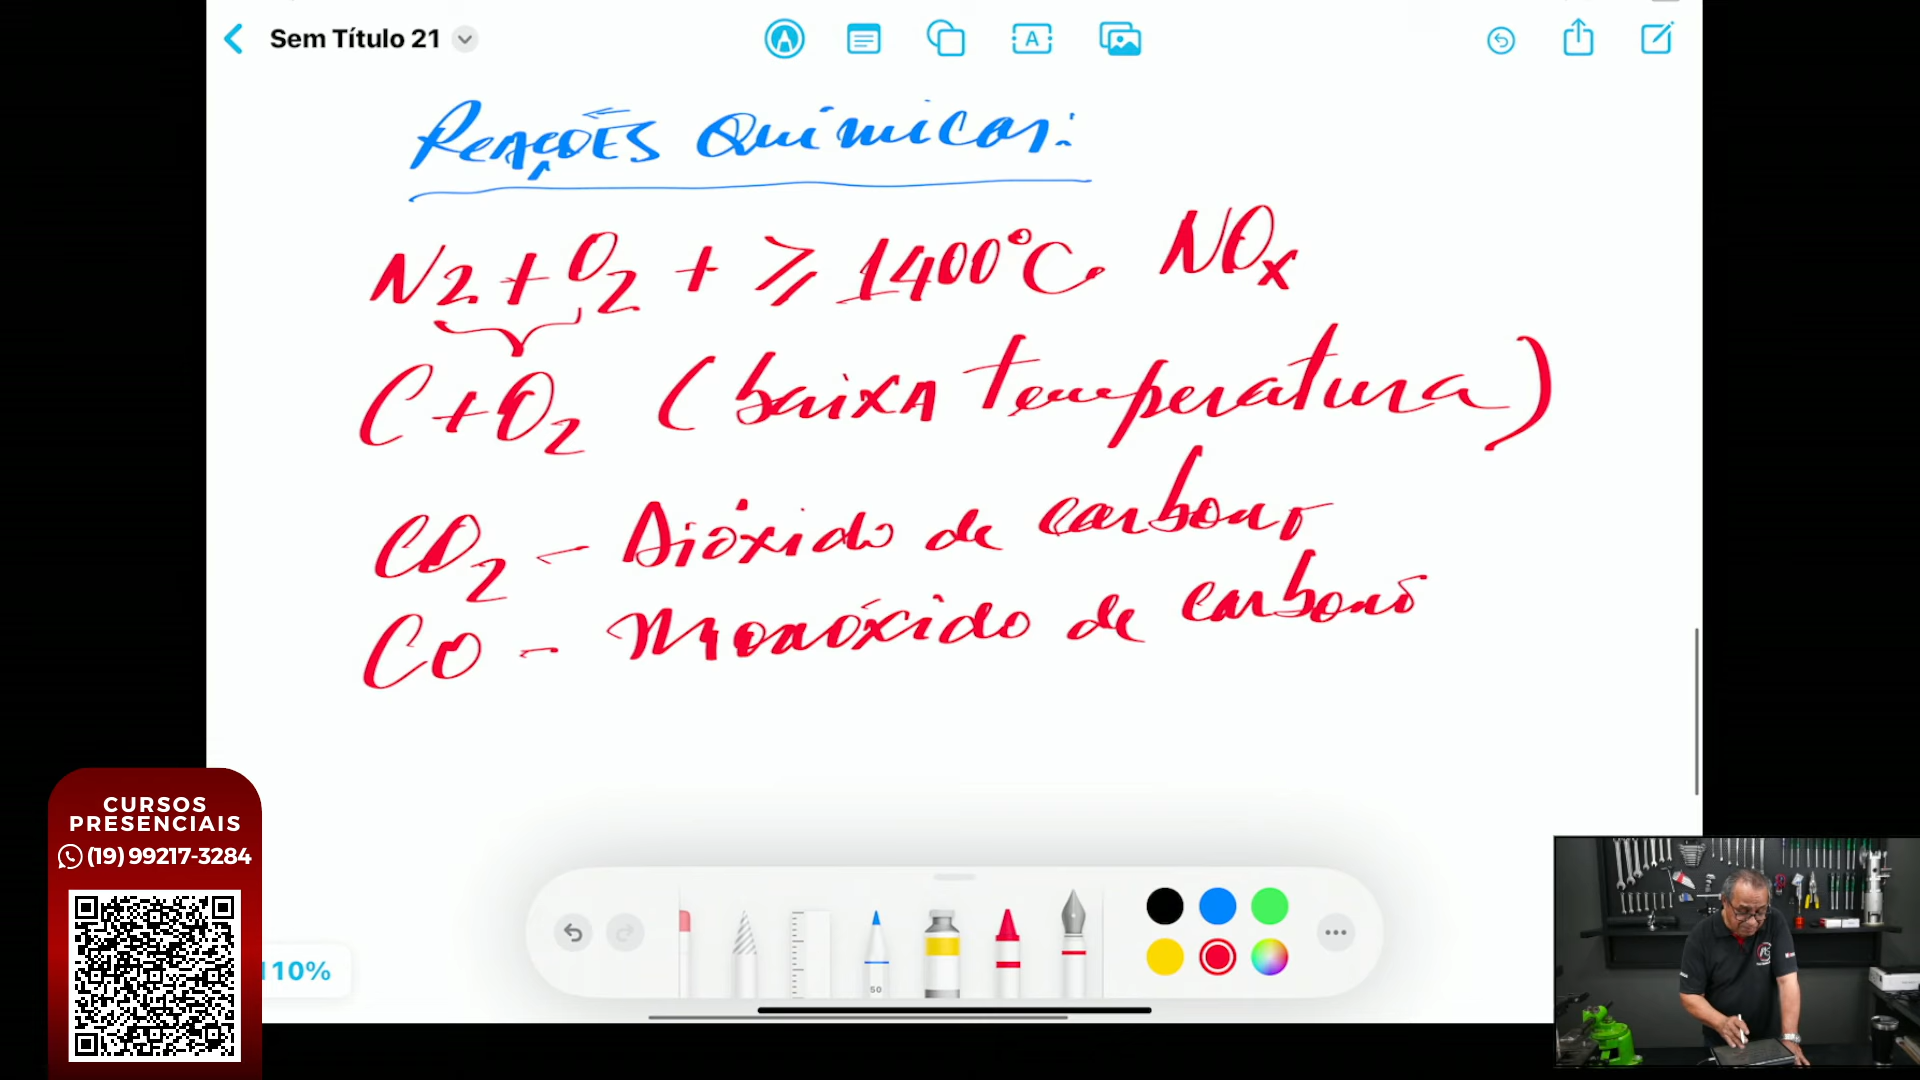 Sem Título 21
REAÇÕES QUímicas:
N2 + O2 + ≥ 1400°C NOx
C + O2 (baixa temperatura)
CO2 - Dióxido de carbono
CO - Monóxido de carbono
CURSOS
PRESENCIAIS
(19) 99217-3284
110%
50